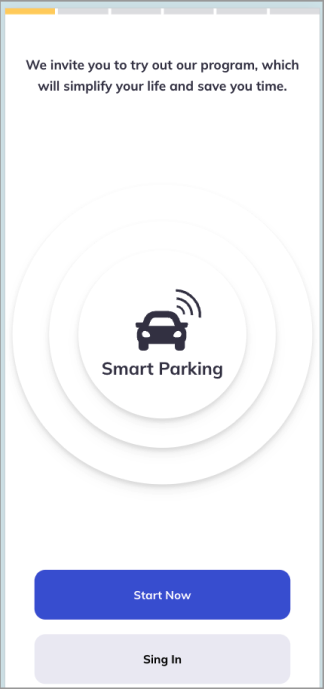 We invite you to try out our program, which
will simplify your life and save you time.
Smart Parking
Start Now
Sing In